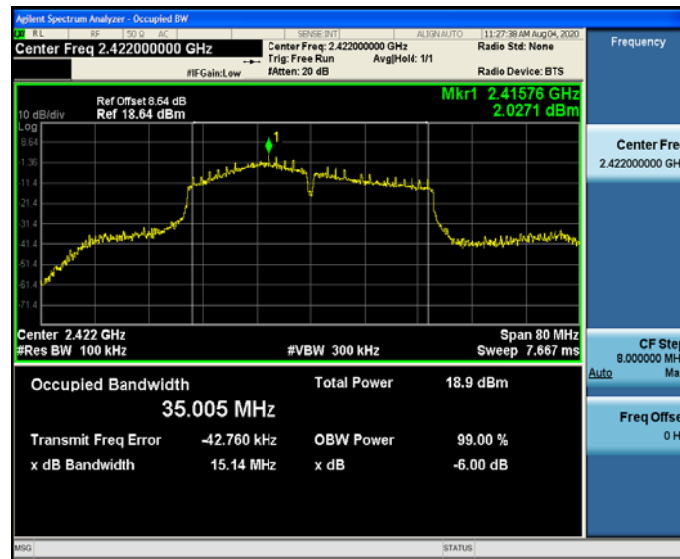 Agilent Spectrum Analyzer - Occupied BW
RL RF 50 Ω AC SENSE:INT ALIGN AUTO 11:27:38 AM Aug 04, 2020
Center Freq 2.422000000 GHz Center Freq: 2.422000000 GHz Radio Std: None Frequency
Trig: Free Run Avg|Hold: 1/1
#IFGain:Low #Atten: 20 dB Radio Device: BTS
Ref Offset 8.64 dB Mkr1 2.41576 GHz
10 dB/div Ref 18.64 dBm 2.0271 dBm
Log
8.64
1
-1.36
-11.4
-21.4
-31.4
-41.4
-51.4
-61.4
-71.4
Center Fre
2.422000000 GH
Center 2.422 GHz Span 80 MHz
#Res BW 100 kHz #VBW 300 kHz Sweep 7.667 ms
CF Step
8.000000 MH
Auto Ma
Occupied Bandwidth Total Power 18.9 dBm
35.005 MHz
Transmit Freq Error -42.760 kHz OBW Power 99.00 %
x dB Bandwidth 15.14 MHz x dB -6.00 dB
Freq Offse
0 H
MSG STATUS